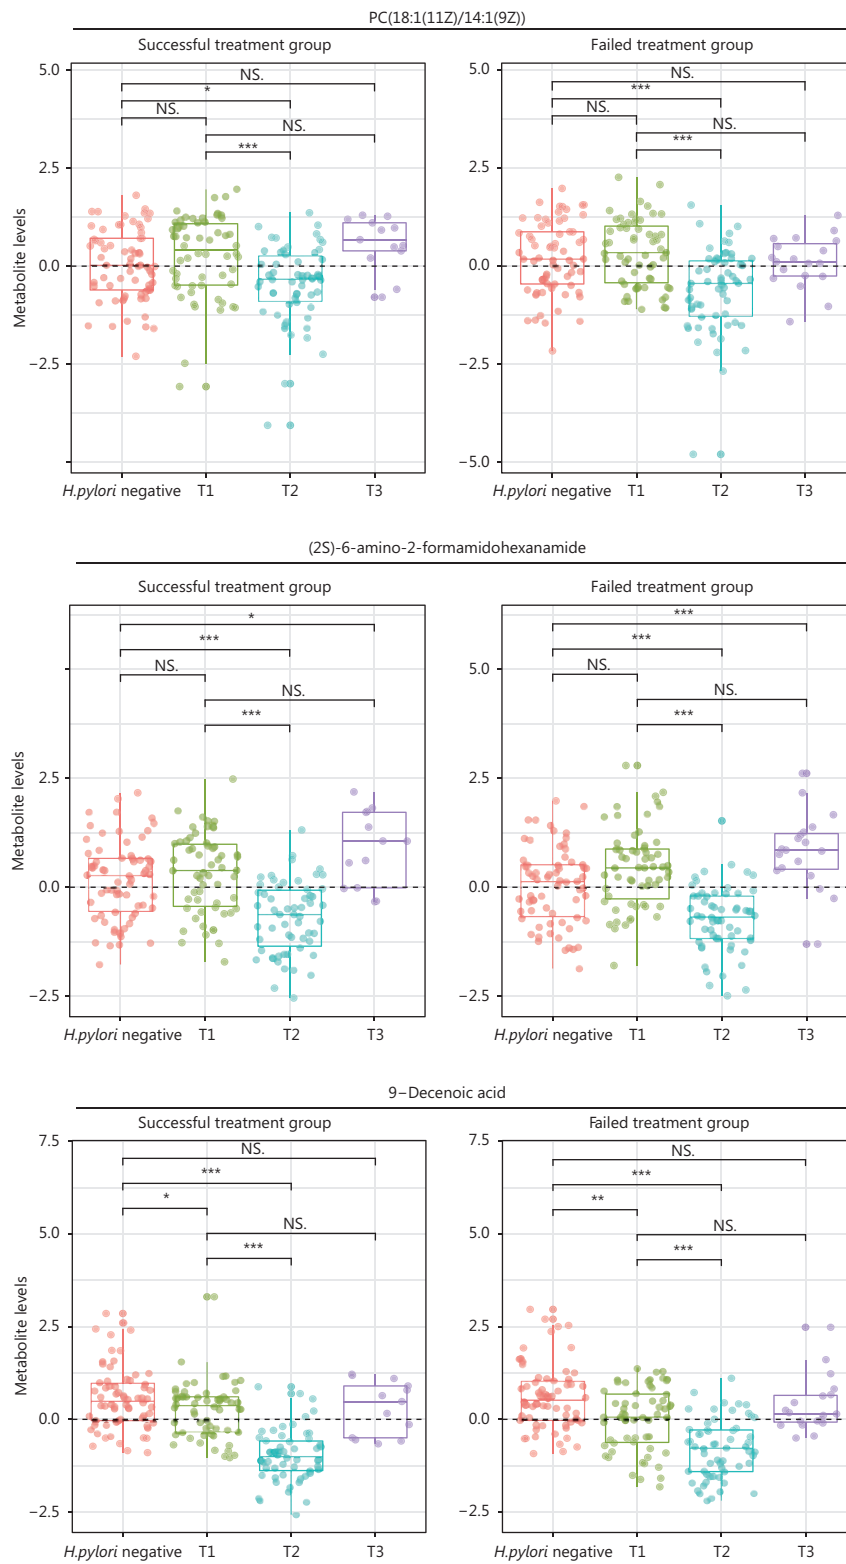 PC(18:1(11Z)/14:1(9Z))
Successful treatment group
Failed treatment group
Metabolite levels
5.0
2.5
0.0
−2.5
NS.
*
NS.
NS.
***
H.pylori negative T1 T2 T3
5.0
2.5
0.0
−2.5
−5.0
NS.
***
NS.
NS.
***
H.pylori negative T1 T2 T3
(2S)-6-amino-2-formamidohexanamide
Successful treatment group
Failed treatment group
Metabolite levels
2.5
0.0
−2.5
*
***
NS.
NS.
***
H.pylori negative T1 T2 T3
5.0
2.5
0.0
−2.5
***
***
NS.
NS.
***
H.pylori negative T1 T2 T3
9−Decenoic acid
Successful treatment group
Failed treatment group
Metabolite levels
7.5
5.0
2.5
0.0
−2.5
NS.
***
*
NS.
***
H.pylori negative T1 T2 T3
7.5
5.0
2.5
0.0
−2.5
NS.
***
**
NS.
***
H.pylori negative T1 T2 T3